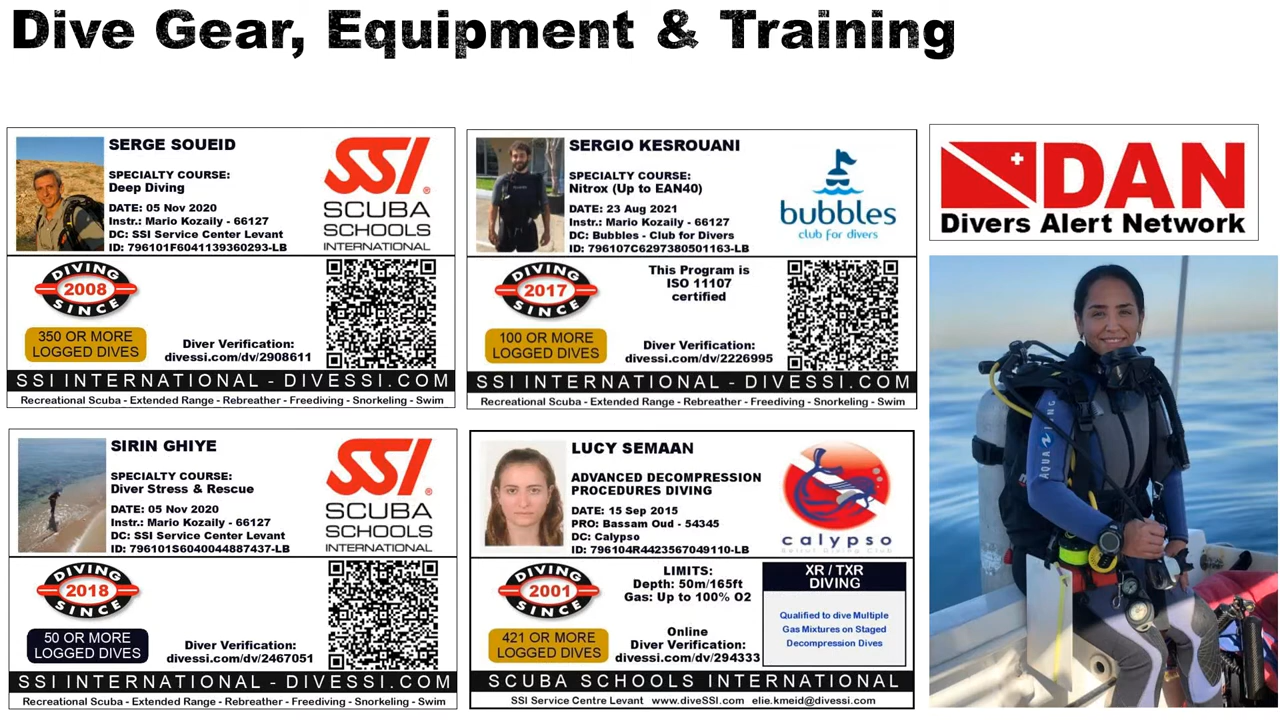 Dive Gear, Equipment & Training
SERGE SOUEID
SPECIALTY COURSE:
Deep Diving
DATE: 05 Nov 2020
Instr.: Mario Kozaily - 66127
DC: SSI Service Center Levant
ID: 796101F6041139360293-LB
SSI
®
SCUBA
SCHOOLS
INTERNATIONAL
DIVING
2008
SINCE
350 OR MORE
LOGGED DIVES
Diver Verification:
divessi.com/dv/2908611
SSI INTERNATIONAL - DIVESSI.COM
Recreational Scuba - Extended Range - Rebreather - Freediving - Snorkeling - Swim
SERGIO KESROUANI
SPECIALTY COURSE:
Nitrox (Up to EAN40)
DATE: 23 Aug 2021
Instr.: Mario Kozaily - 66127
DC: Bubbles - Club for Divers
ID: 796107C6297380501163-LB
bubbles
club for divers
DIVING
2017
SINCE
This Program is
ISO 11107
certified
100 OR MORE
LOGGED DIVES
Diver Verification:
divessi.com/dv/2226995
SSI INTERNATIONAL - DIVESSI.COM
Recreational Scuba - Extended Range - Rebreather - Freediving - Snorkeling - Swim
DAN
Divers Alert Network
AQUA LUNG
SIRIN GHIYE
SPECIALTY COURSE:
Diver Stress & Rescue
DATE: 05 Nov 2020
Instr.: Mario Kozaily - 66127
DC: SSI Service Center Levant
ID: 796101S6040044887437-LB
SSI
®
SCUBA
SCHOOLS
INTERNATIONAL
DIVING
2018
SINCE
50 OR MORE
LOGGED DIVES
Diver Verification:
divessi.com/dv/2467051
SSI INTERNATIONAL - DIVESSI.COM
Recreational Scuba - Extended Range - Rebreather - Freediving - Snorkeling - Swim
LUCY SEMAAN
ADVANCED DECOMPRESSION
PROCEDURES DIVING
DATE: 15 Sep 2015
PRO: Bassam Oud - 54345
DC: Calypso
ID: 796104R4423567049110-LB
calypso
Beirut Diving Club
DIVING
2001
SINCE
LIMITS:
Depth: 50m/165ft
Gas: Up to 100% O2
421 OR MORE
LOGGED DIVES
Online
Diver Verification:
divessi.com/dv/294333
XR / TXR
DIVING
Qualified to dive Multiple
Gas Mixtures on Staged
Decompression Dives
SCUBA SCHOOLS INTERNATIONAL
SSI Service Centre Levant www.diveSSI.com elie.kmeid@divessi.com